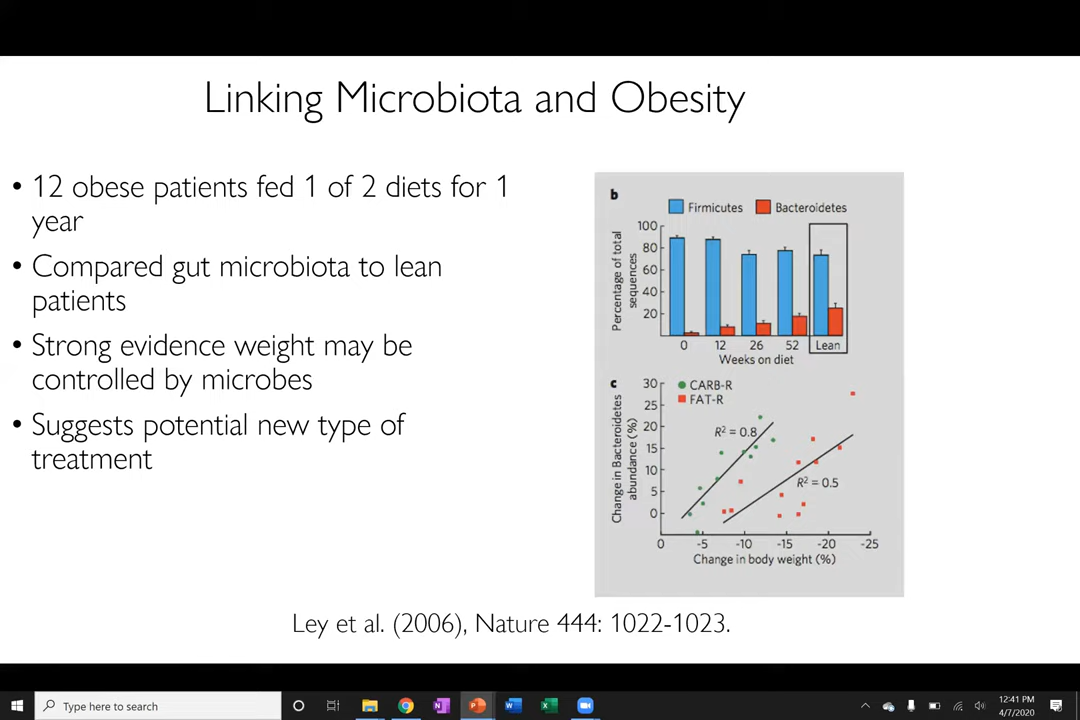 Linking Microbiota and Obesity
• 12 obese patients fed 1 of 2 diets for 1
year
• Compared gut microbiota to lean
patients
• Strong evidence weight may be
controlled by microbes
• Suggests potential new type of
treatment
b
Firmicutes Bacteroidetes
Percentage of total
sequences
100
80
60
40
20
0 12 26 52 Lean
Weeks on diet
c
CARB-R
FAT-R
Change in Bacteroidetes
abundance (%)
30
25
20
15
10
5
0
R² = 0.8
R² = 0.5
0 -5 -10 -15 -20 -25
Change in body weight (%)
Ley et al. (2006), Nature 444: 1022-1023.
Type here to search
12:41 PM
4/7/2020